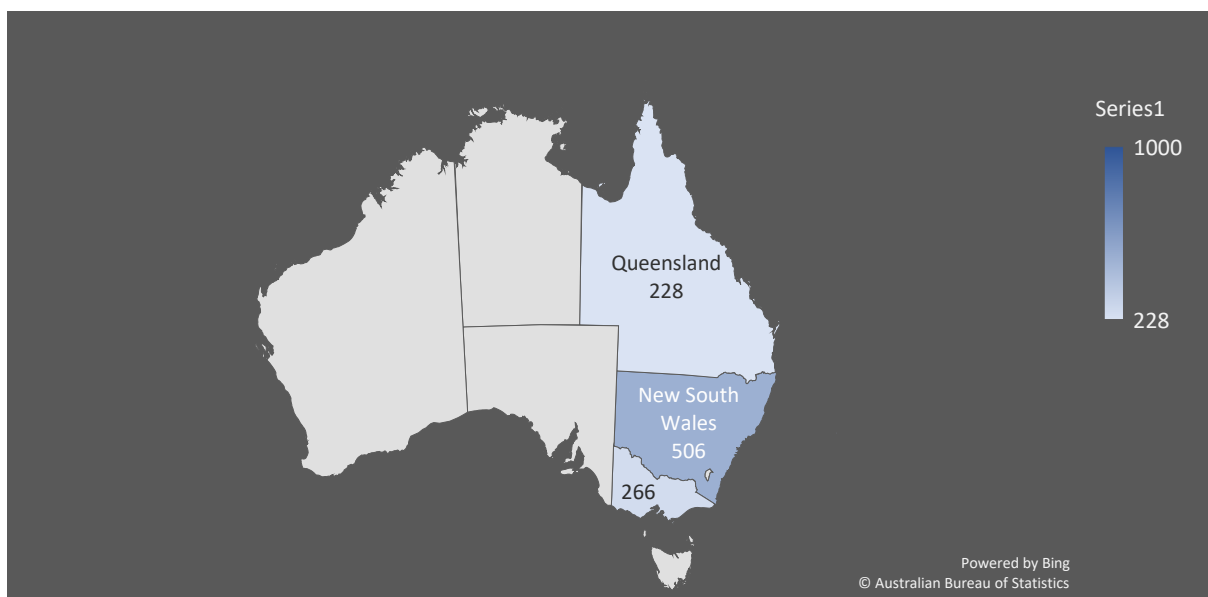 Series1
1000
228
Queensland
228
New South
Wales
506
266
Powered by Bing
© Australian Bureau of Statistics